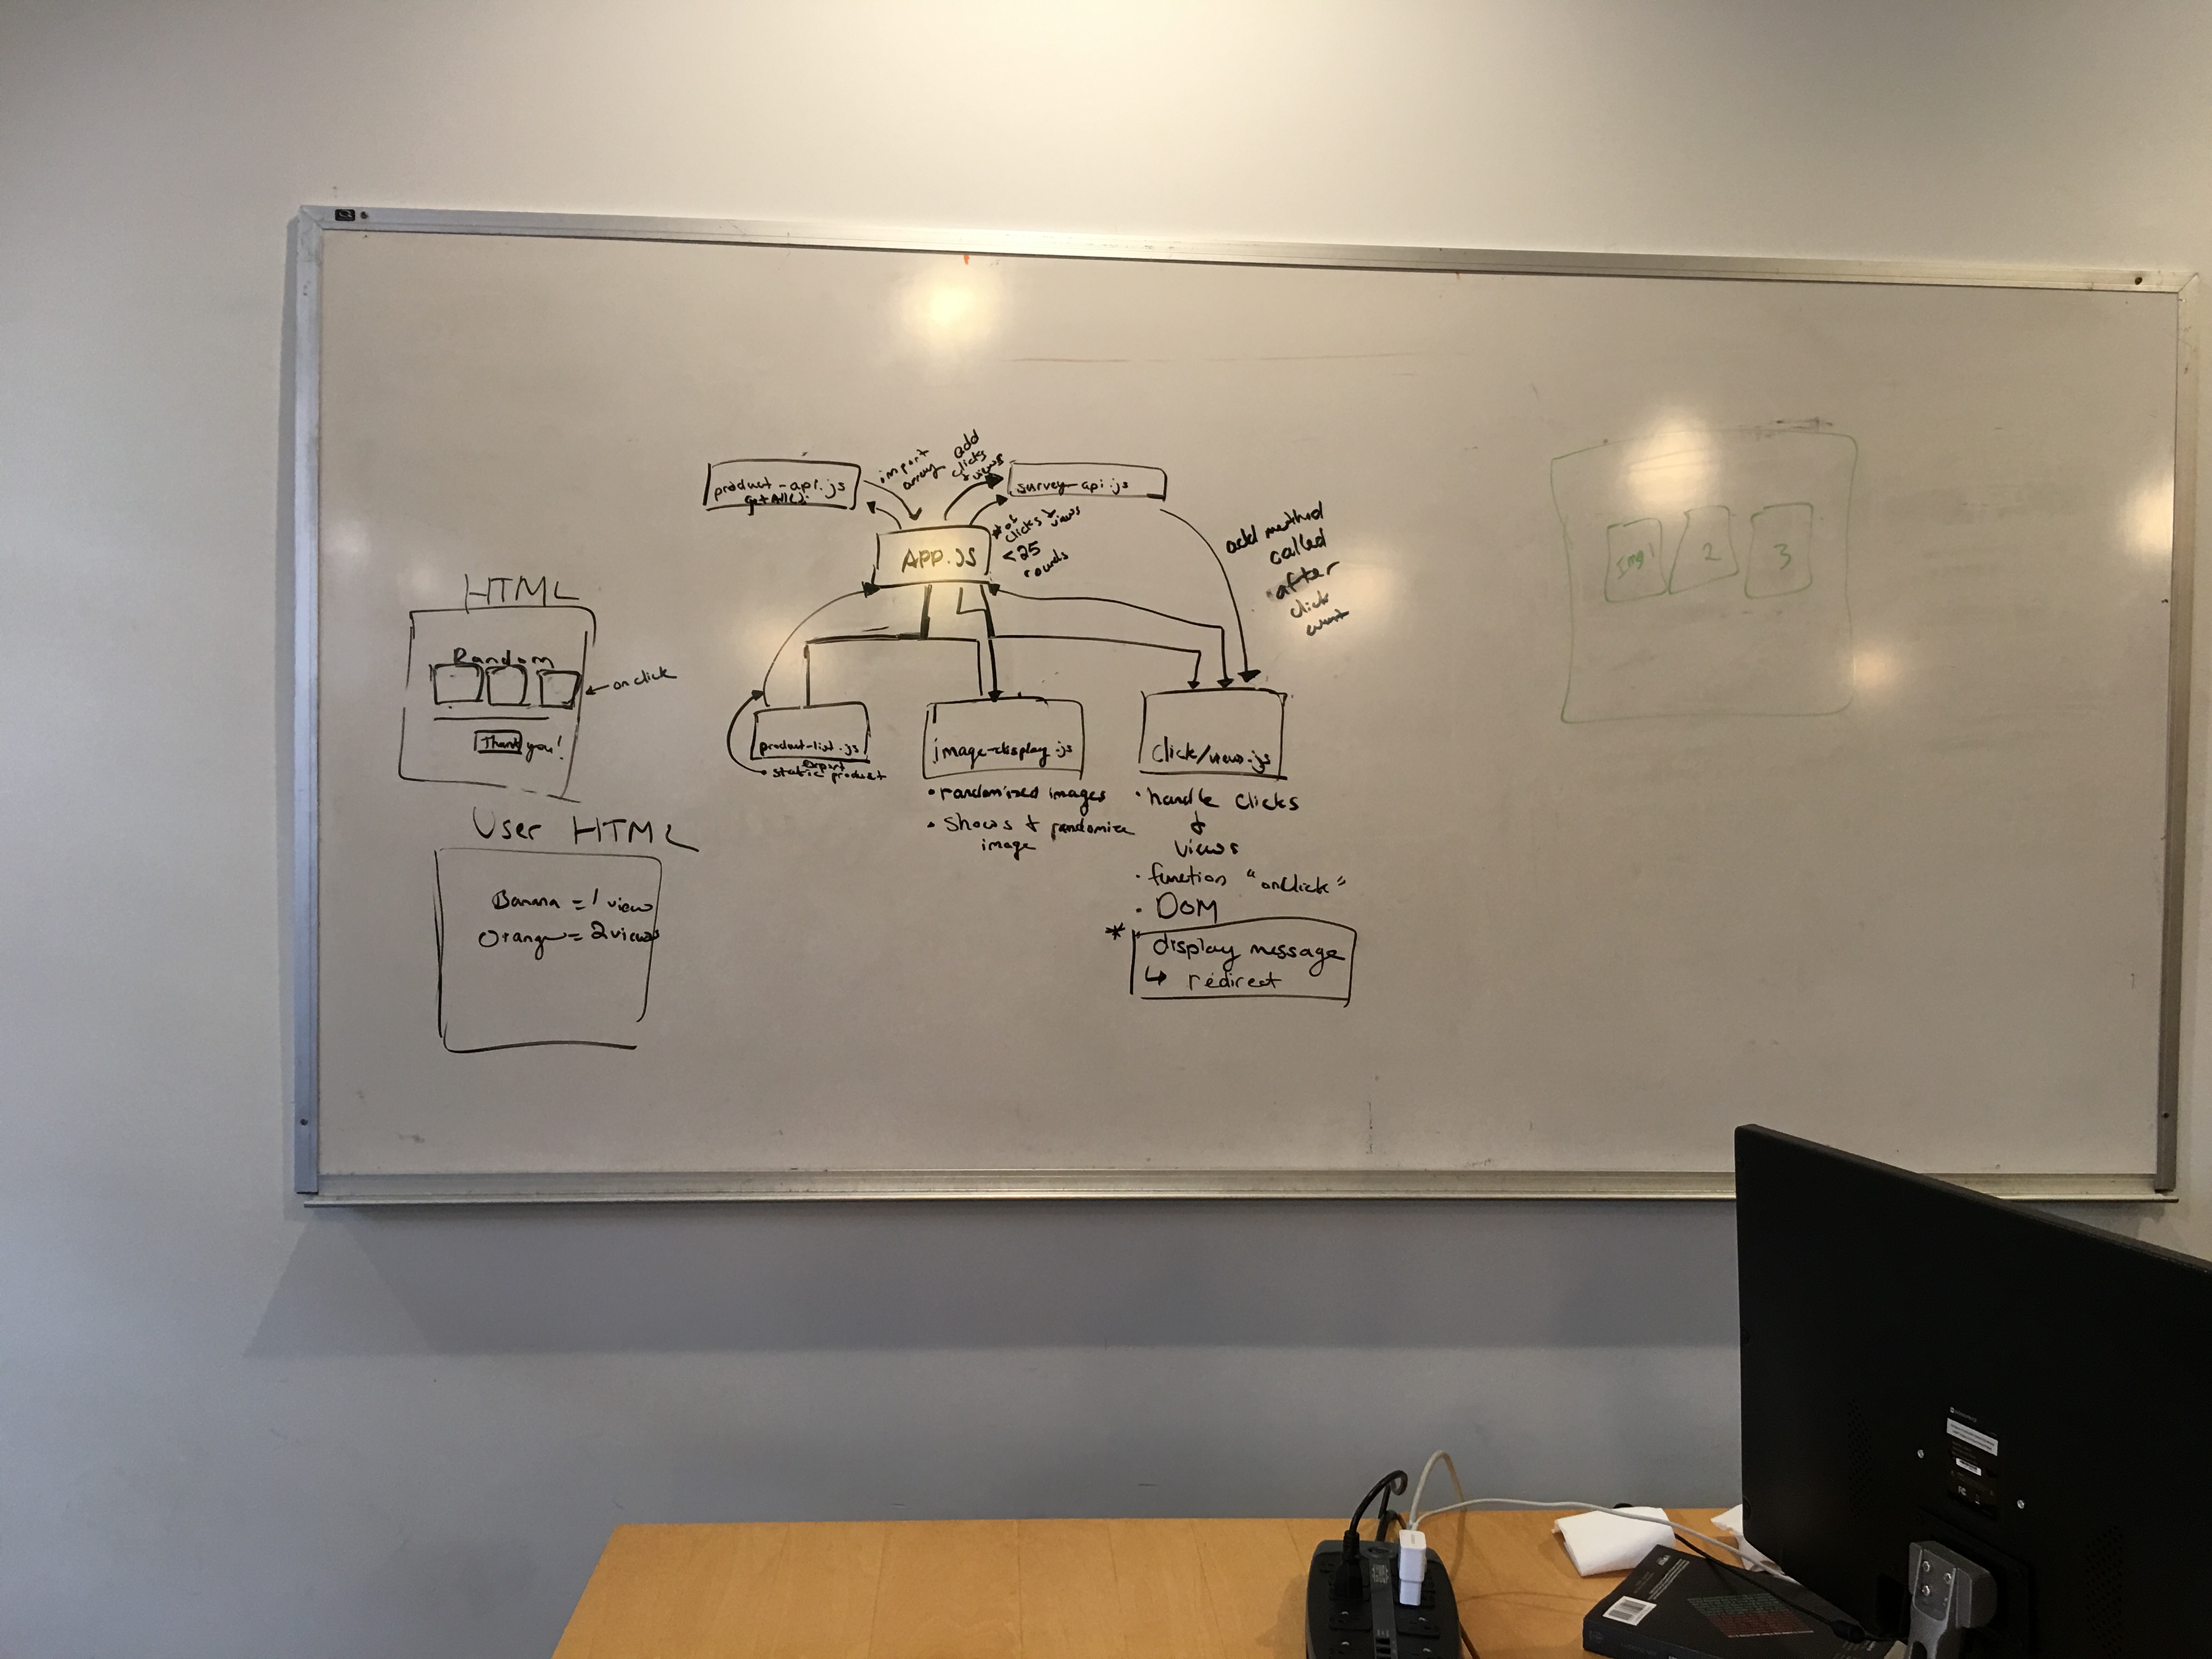 HTML
Random
on click
Thank you!
User HTML
Banana = 1 view
Orange = 2 views
product-api.js
getAll();
import
array
add
clicks
& views
survey-api.js
App.JS
# of
clicks & views
<25
rounds
add method
called
after
click
event
product-list.js
export
• static product
image-display.js
• randomized images
• Shows & randomize
image
Click/view.js
• handle clicks
&
views
• function "onClick"
• DOM
* display message
↳ redirect
Img 1
2
3